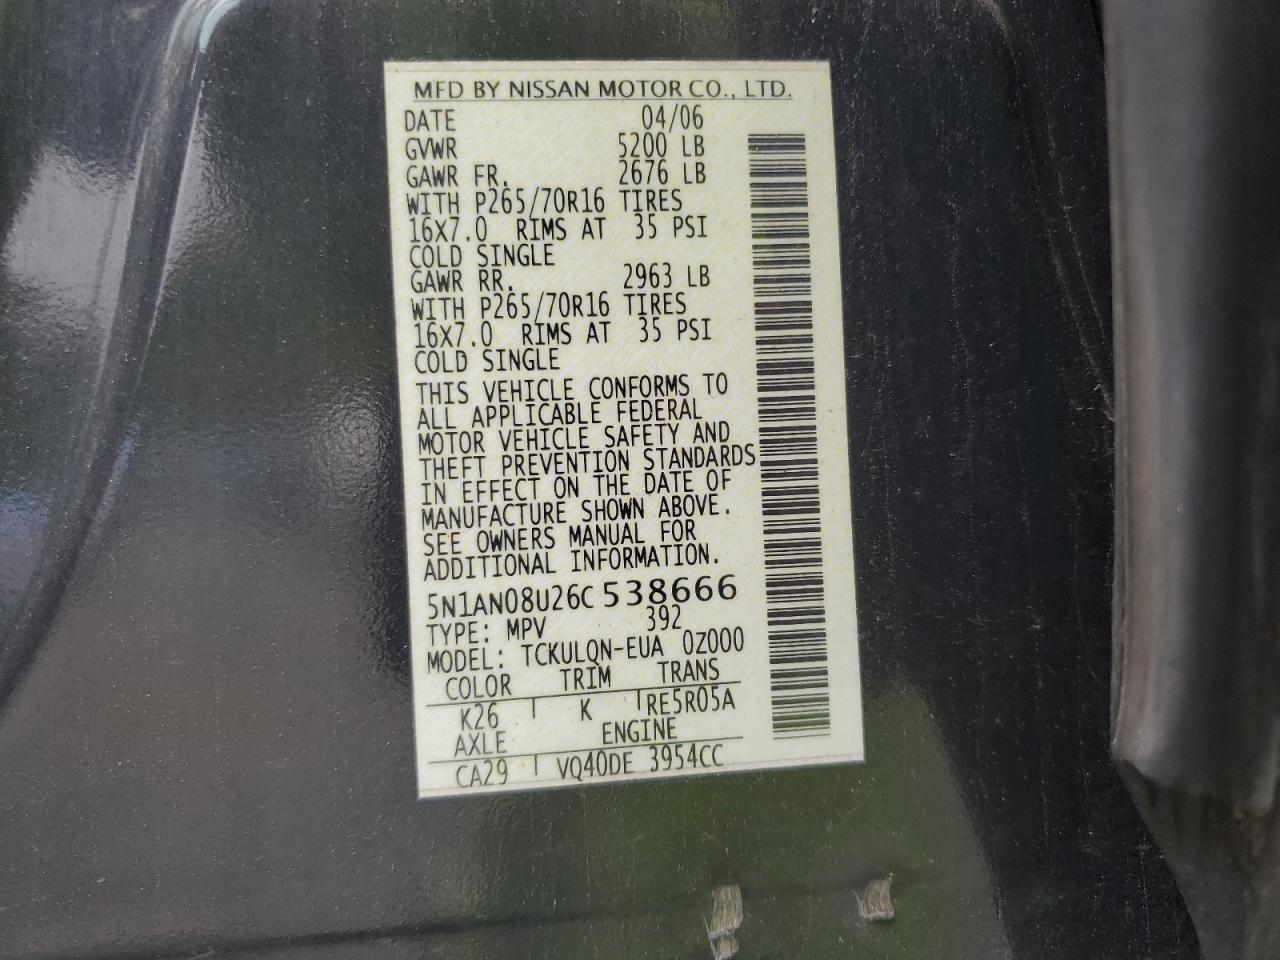 MFD BY NISSAN MOTOR CO., LTD.
DATE 04/06
GVWR 5200 LB
GAWR FR. 2676 LB
WITH P265/70R16 TIRES
16X7.0 RIMS AT 35 PSI
COLD SINGLE
GAWR RR. 2963 LB
WITH P265/70R16 TIRES
16X7.0 RIMS AT 35 PSI
COLD SINGLE
THIS VEHICLE CONFORMS TO
ALL APPLICABLE FEDERAL
MOTOR VEHICLE SAFETY AND
THEFT PREVENTION STANDARDS
IN EFFECT ON THE DATE OF
MANUFACTURE SHOWN ABOVE.
SEE OWNERS MANUAL FOR
ADDITIONAL INFORMATION.
5N1AN08U26C538666
TYPE: MPV 392
MODEL: TCKULQN-EUA 0Z000
COLOR TRIM TRANS
K26 K RE5R05A
AXLE ENGINE
CA29 VQ40DE 3954CC